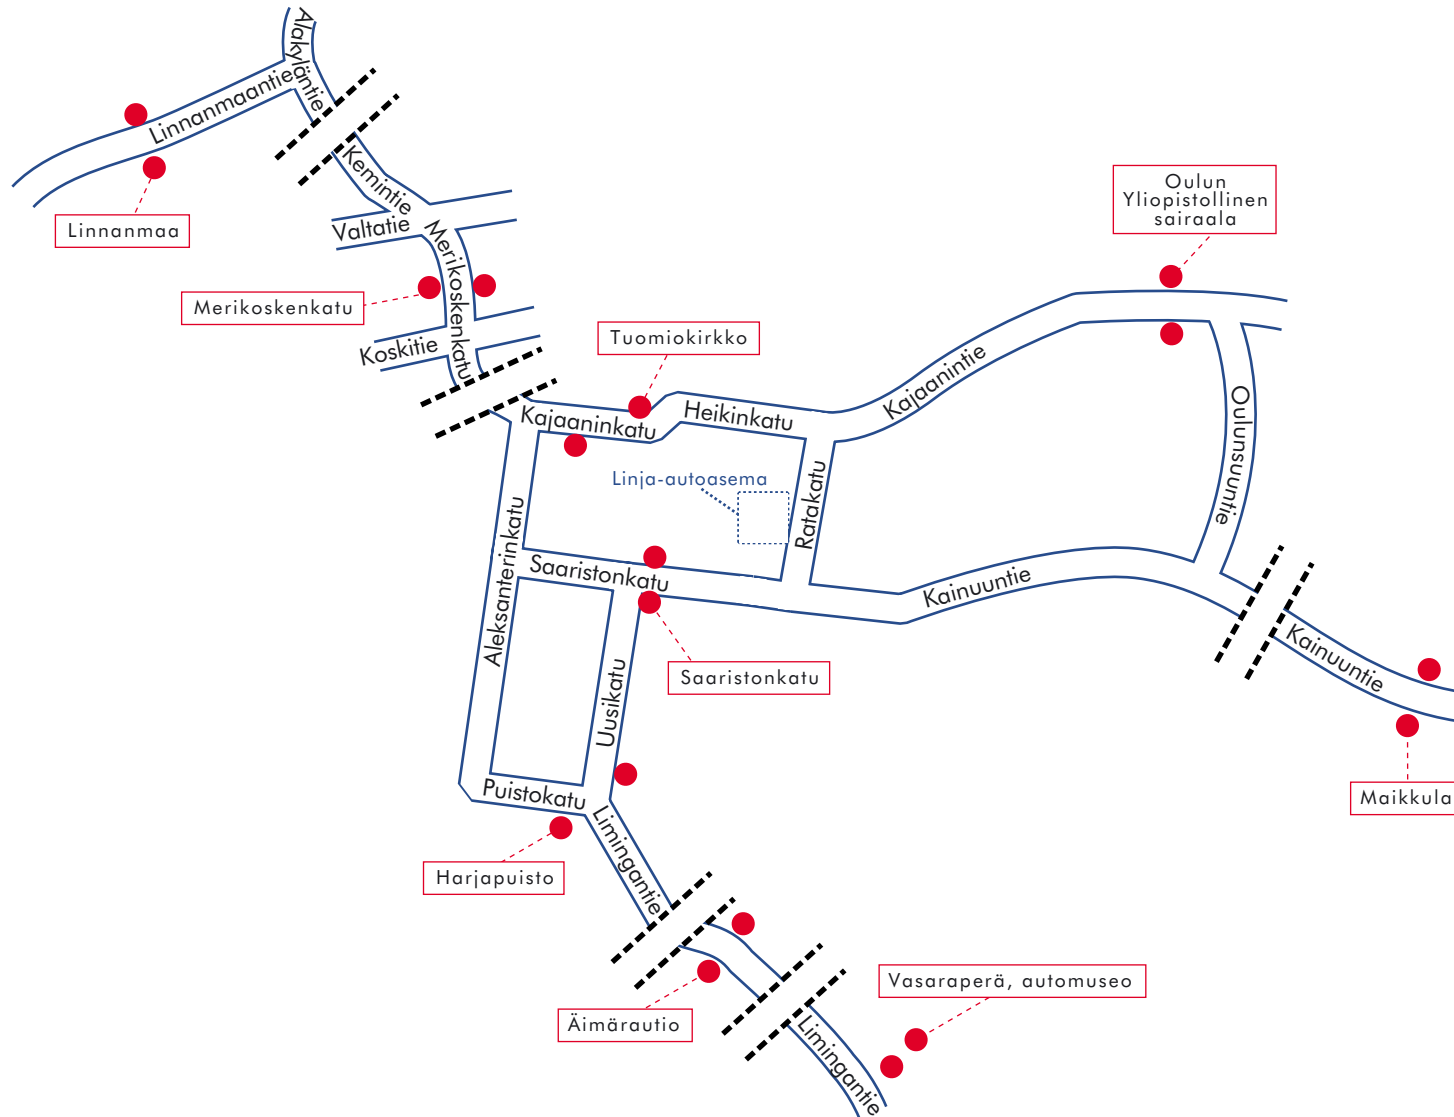 Alakyläntie
Linnanmaantie
Linnanmaa
Kemintie
Valtatie
Merikoskenkatu
Merikoskenkatu
Koskitie
Oulun
Yliopistollinen
sairaala
Tuomiokirkko
Kajaaninkatu
Heikinkatu
Kajaanintie
Oulunsuuntie
Linja-autoasema
Ratakatu
Aleksanterinkatu
Saaristonkatu
Kainuuntie
Kainuuntie
Saaristonkatu
Uusikatu
Maikkula
Puistokatu
Limingantie
Harjapuisto
Äimärautio
Vasaraperä, automuseo
Limingantie